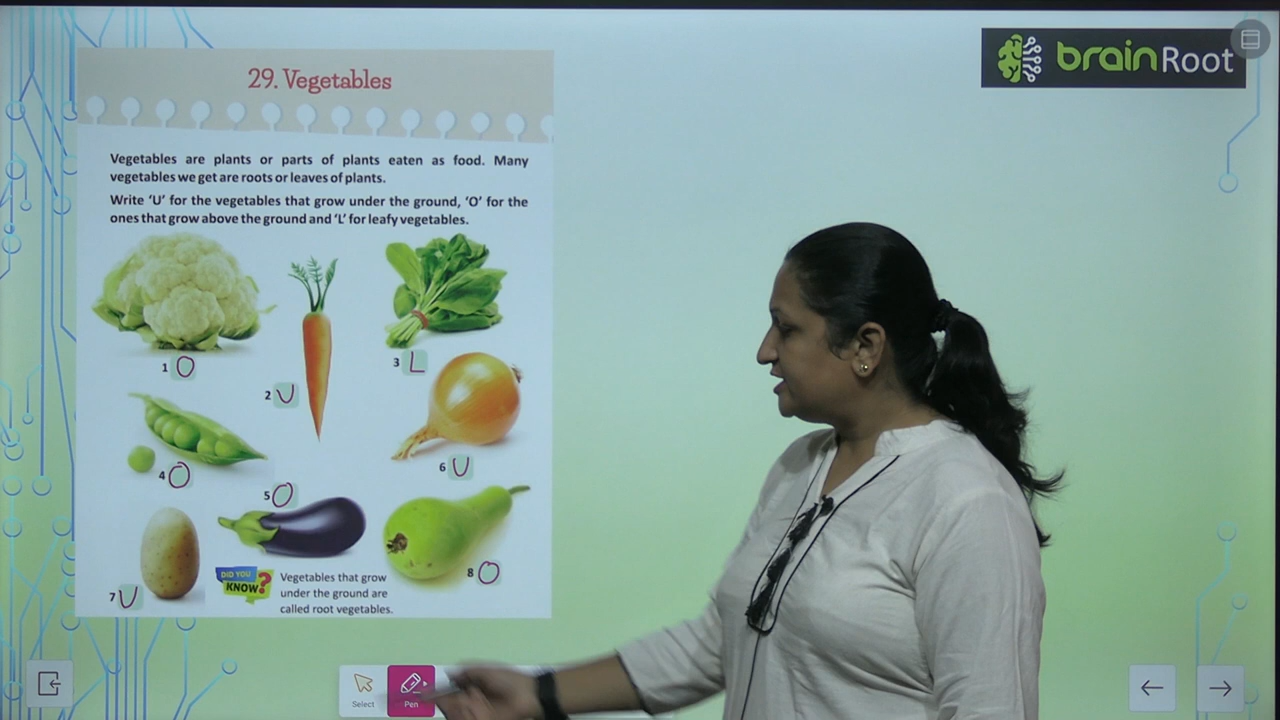 brainRoot
29. Vegetables
Vegetables are plants or parts of plants eaten as food. Many
vegetables we get are roots or leaves of plants.
Write ‘U’ for the vegetables that grow under the ground, ‘O’ for the
ones that grow above the ground and ‘L’ for leafy vegetables.
1 O
2 U
3 L
4 O
5 O
6 U
7 U
8 O
DID YOU
KNOW?
Vegetables that grow
under the ground are
called root vegetables.
Select
Pen